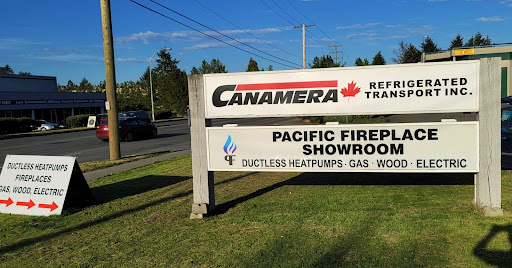 CANAMERA REFRIGERATED
TRANSPORT INC.
PACIFIC FIREPLACE
SHOWROOM
DUCTLESS HEATPUMPS · GAS · WOOD · ELECTRIC
DUCTLESS HEATPUMPS
FIREPLACES
GAS, WOOD, ELECTRIC